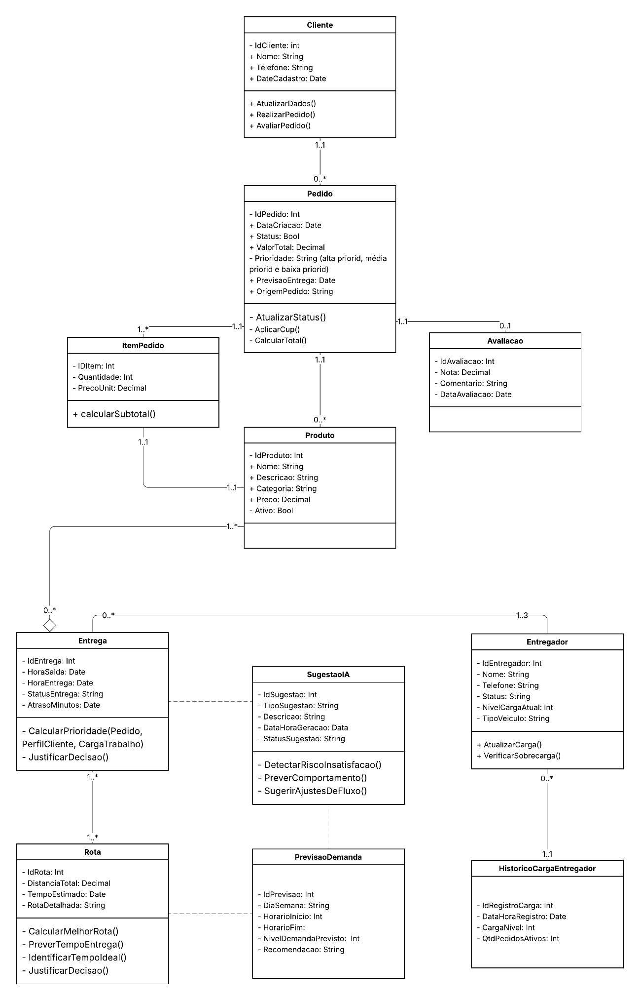 Cliente
- IdCliente: int
+ Nome: String
+ Telefone: String
+ DateCadastro: Date
+ AtualizarDados()
+ RealizarPedido()
+ AvaliarPedido()
1..1
0..*
Pedido
- IdPedido: Int
+ DataCriacao: Date
+ Status: Bool
+ ValorTotal: Decimal
- Prioridade: String (alta priorid, média
priorid e baixa priorid)
+ PrevisaoEntrega: Date
+ OrigemPedido: String
- AtualizarStatus()
- AplicarCup()
- CalcularTotal()
1..*
1..1
1..1
0..1
1..1
ItemPedido
- IDItem: Int
- Quantidade: Int
- PrecoUnit: Decimal
+ calcularSubtotal()
1..1
Avaliacao
- IdAvaliacao: Int
- Nota: Decimal
- Comentario: String
- DataAvaliacao: Date
0..*
Produto
- IdProduto: Int
+ Nome: String
+ Descricao: String
+ Categoria: String
+ Preco: Decimal
- Ativo: Bool
1..1
1..*
0..*
0..*
1..3
Entrega
- IdEntrega: Int
- HoraSaida: Date
- HoraEntrega: Date
- StatusEntrega: String
- AtrasoMinutos: Date
- CalcularPrioridade(Pedido,
PerfilCliente, CargaTrabalho)
- JustificarDecisao()
1..*
SugestaoIA
- IdSugestao: Int
- TipoSugestao: String
- Descricao: String
- DataHoraGeracao: Data
- StatusSugestao: String
- DetectarRiscoInsatisfacao()
- PreverComportamento()
- SugerirAjustesDeFluxo()
Entregador
- IdEntregador: Int
- Nome: String
- Telefone: String
- Status: String
- NivelCargaAtual: Int
- TipoVeiculo: String
+ AtualizarCarga()
+ VerificarSobrecarga()
0..*
1..*
Rota
- IdRota: Int
- DistanciaTotal: Decimal
- TempoEstimado: Date
- RotaDetalhada: String
- CalcularMelhorRota()
- PreverTempoEntrega()
- IdentificarTempoIdeal()
- JustificarDecisao()
PrevisaoDemanda
- IdPrevisao: Int
- DiaSemana: String
- HorarioInicio: Int
- HorarioFim:
- NivelDemandaPrevisto:  Int
- Recomendacao: String
1..1
HistoricoCargaEntregador
- IdRegistroCarga: Int
- DataHoraRegistro: Date
- CargaNivel: Int
- QtdPedidosAtivos: Int